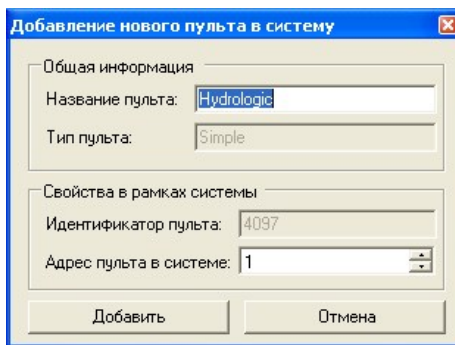 Добавление нового пульта в систему
Общая информация
Название пульта: Hydrologic
Тип пульта: Simple
Свойства в рамках системы
Идентификатор пульта: 4097
Адрес пульта в системе: 1
Добавить Отмена